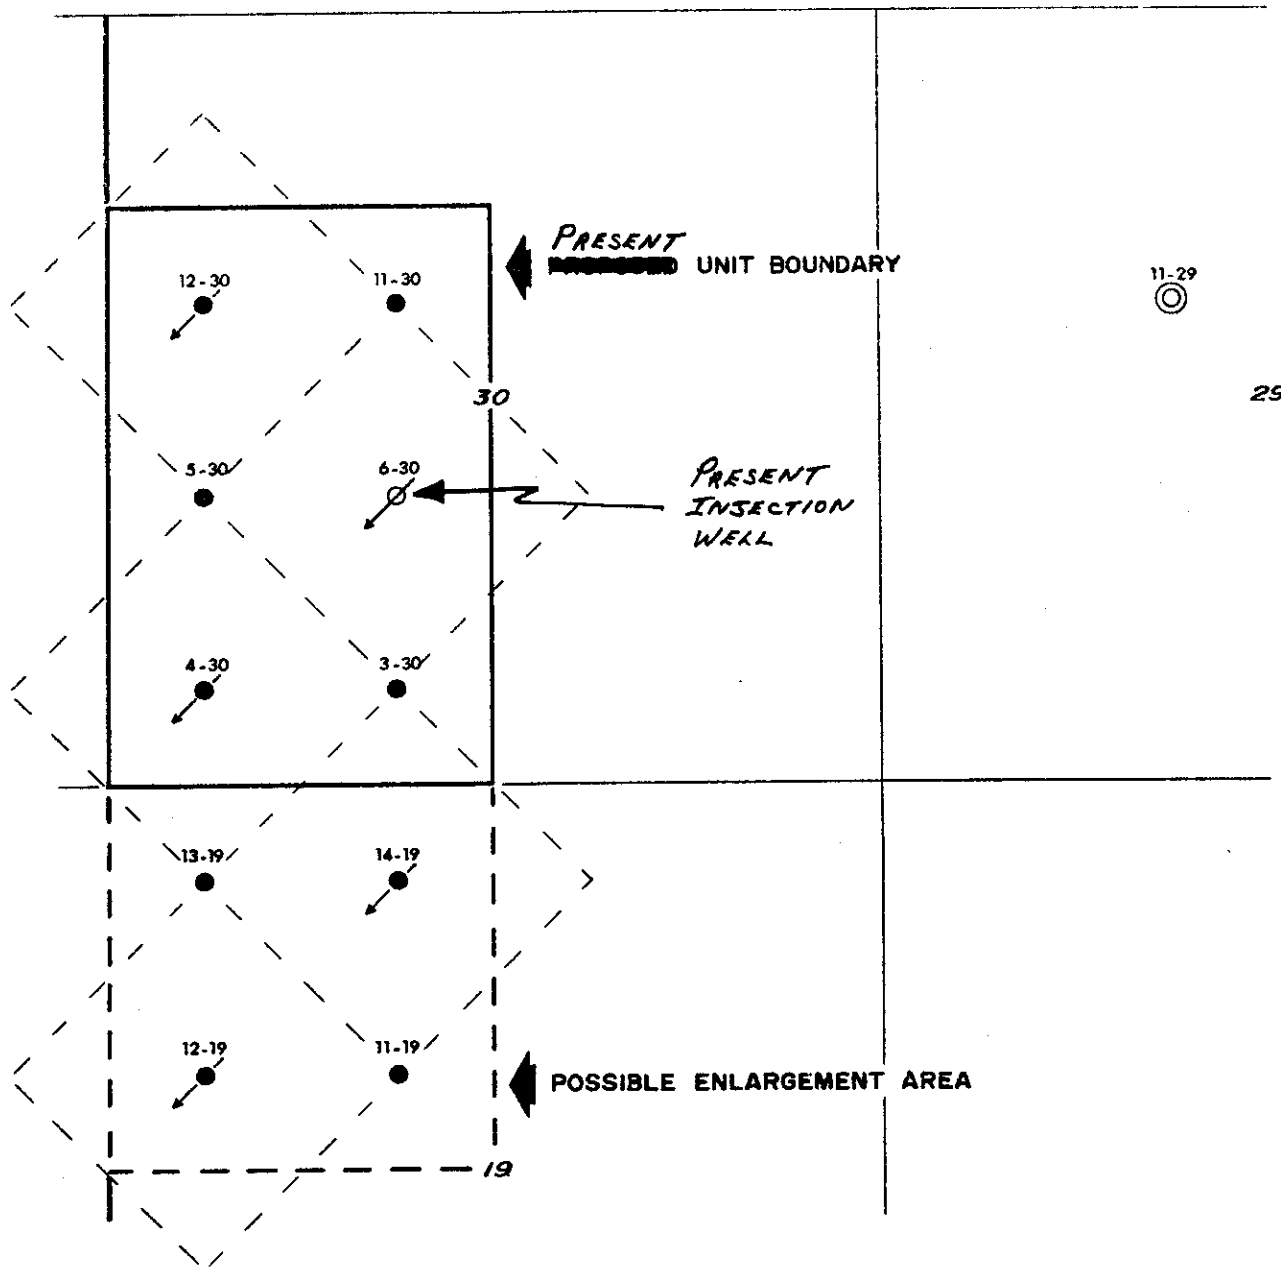 PRESENT
UNIT BOUNDARY
12-30
11-30
11-29
30
29
5-30
6-30
PRESENT
INJECTION
WELL
4-30
3-30
13-19
14-19
12-19
11-19
POSSIBLE ENLARGEMENT AREA
19